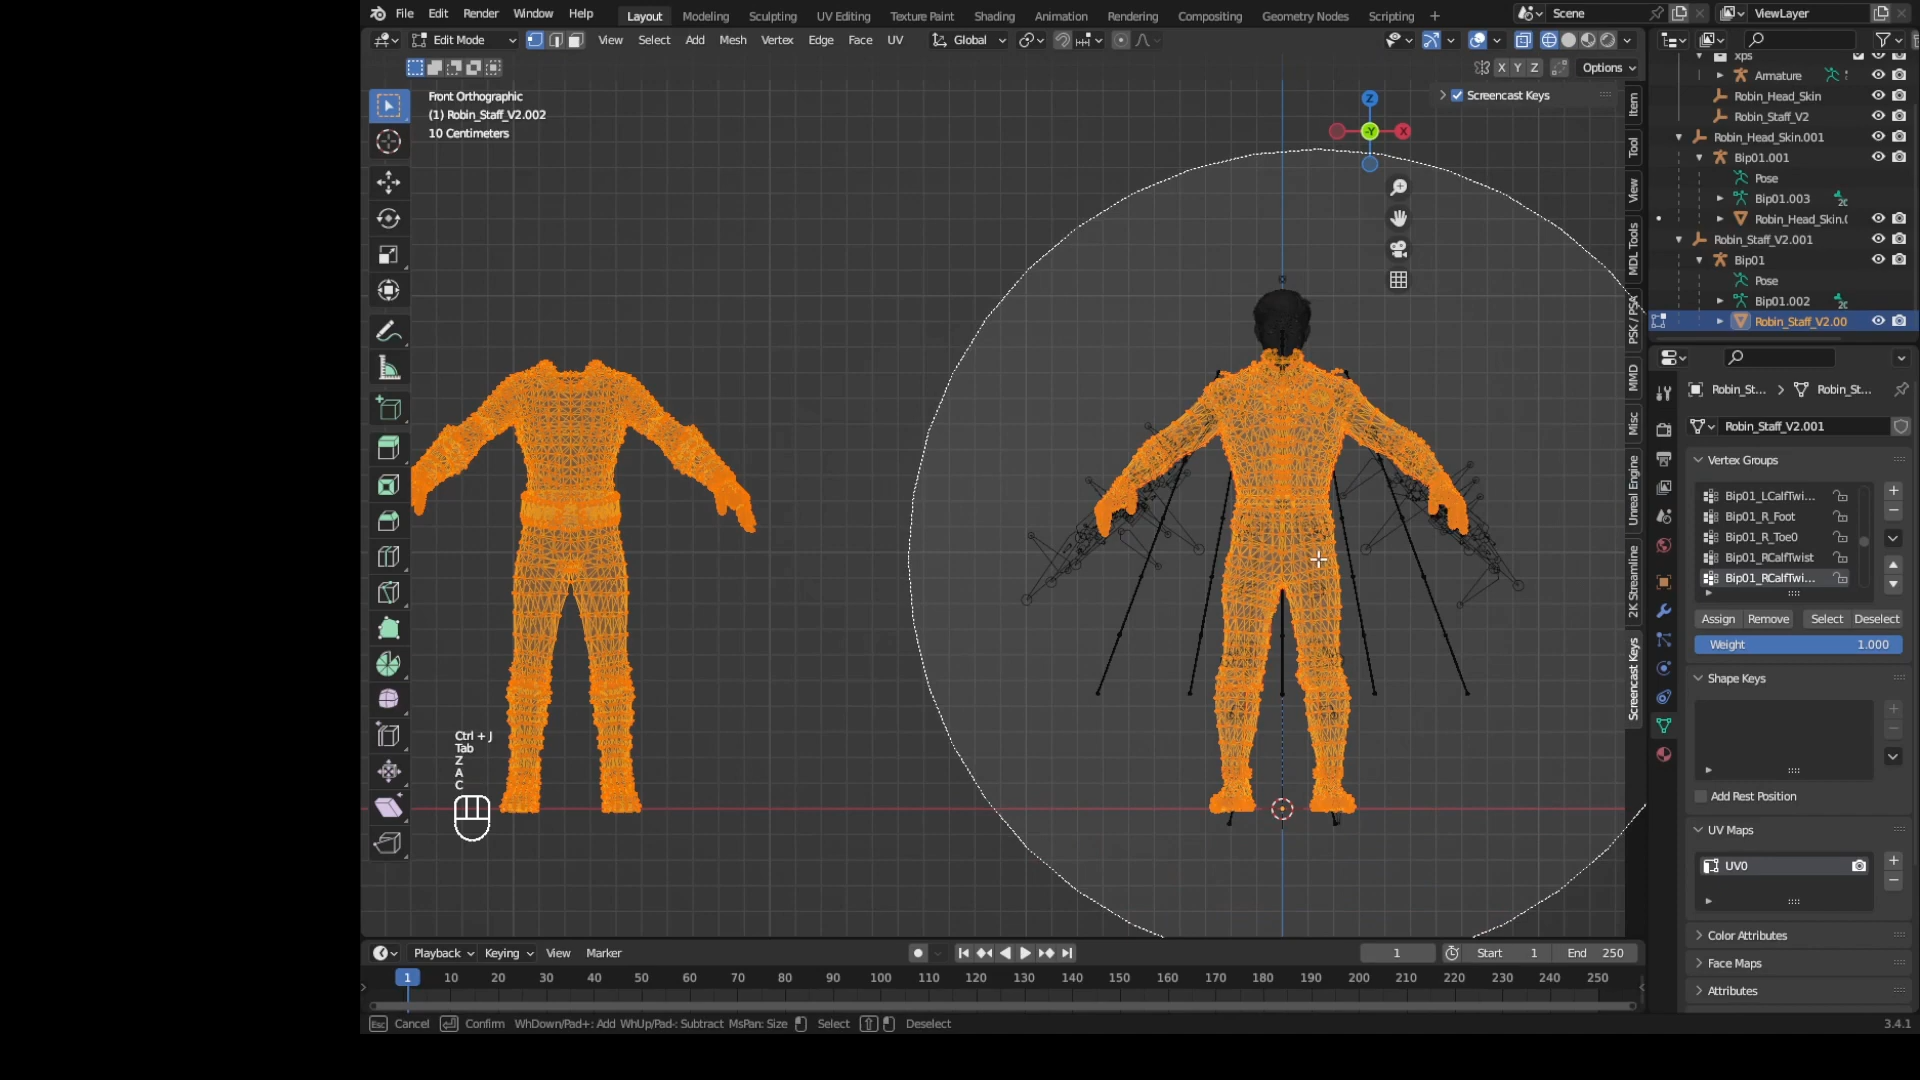 File Edit Render Window Help Layout Modeling Sculpting UV Editing Texture Paint Shading Animation Rendering Compositing Geometry Nodes Scripting + Scene ViewLayer
Edit Mode View Select Add Mesh Vertex Edge Face UV Global
X Y Z Options
Front Orthographic
(1) Robin_Staff_V2.002
10 Centimeters
Screencast Keys
Z
-Y X
Item
Tool
View
MDL Tools
PSK / PSA
MMD
Misc
Unreal Engine
2K Streamline
Screencast Keys
Ctrl + J
Tab
Z
A
C
xps
Armature
Robin_Head_Skin
Robin_Staff_V2
Robin_Head_Skin.001
Bip01.001
Pose
Bip01.003
Robin_Head_Skin.(
Robin_Staff_V2.001
Bip01
Pose
Bip01.002
Robin_Staff_V2.00
Robin_St... > Robin_St...
Robin_Staff_V2.001
Vertex Groups
Bip01_LCalfTwi...
Bip01_R_Foot
Bip01_R_Toe0
Bip01_RCalfTwist
Bip01_RCalfTwi...
Assign Remove Select Deselect
Weight 1.000
Shape Keys
Add Rest Position
UV Maps
UV0
Color Attributes
Face Maps
Attributes
Playback Keying View Marker 1 Start 1 End 250
1 10 20 30 40 50 60 70 80 90 100 110 120 130 140 150 160 170 180 190 200 210 220 230 240 250
Esc Cancel Confirm WhDown/Pad+: Add WhUp/Pad-: Subtract MsPan: Size Select Deselect 3.4.1